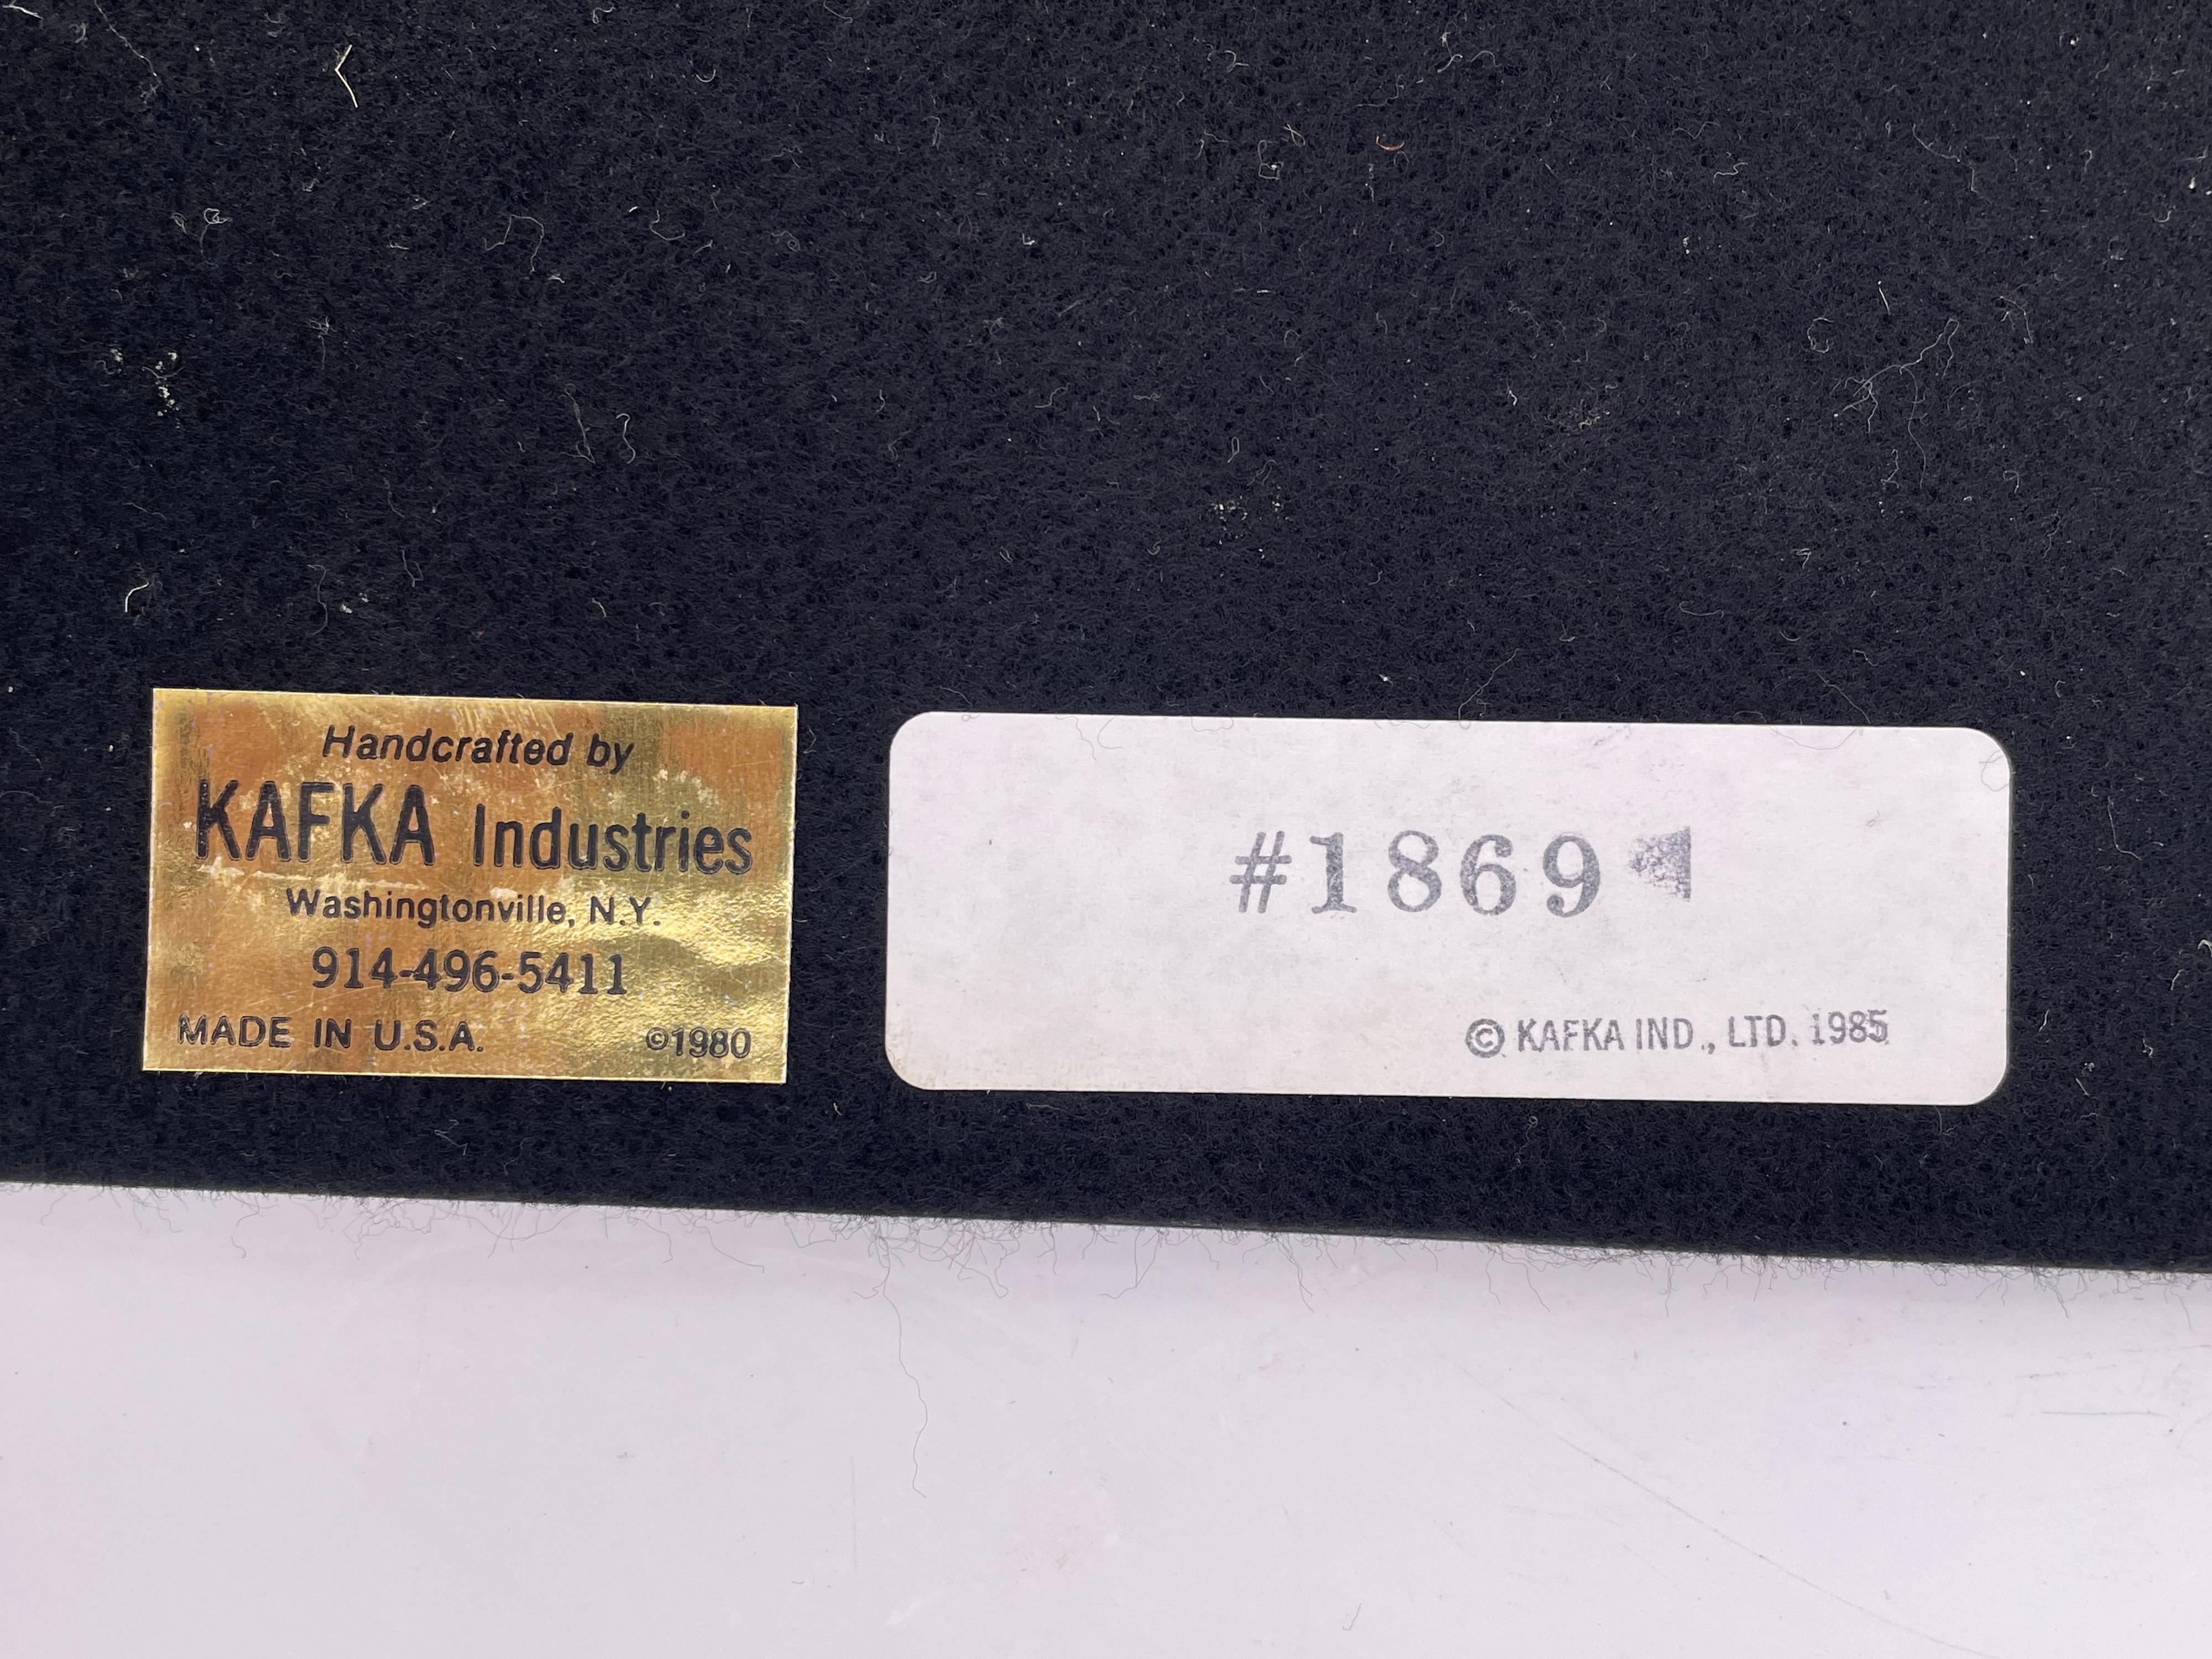 Handcrafted by
KAFKA Industries
Washingtonville, N.Y.
914-496-5411
MADE IN U.S.A. ©1980
#1869
© KAFKA IND., LTD. 1985